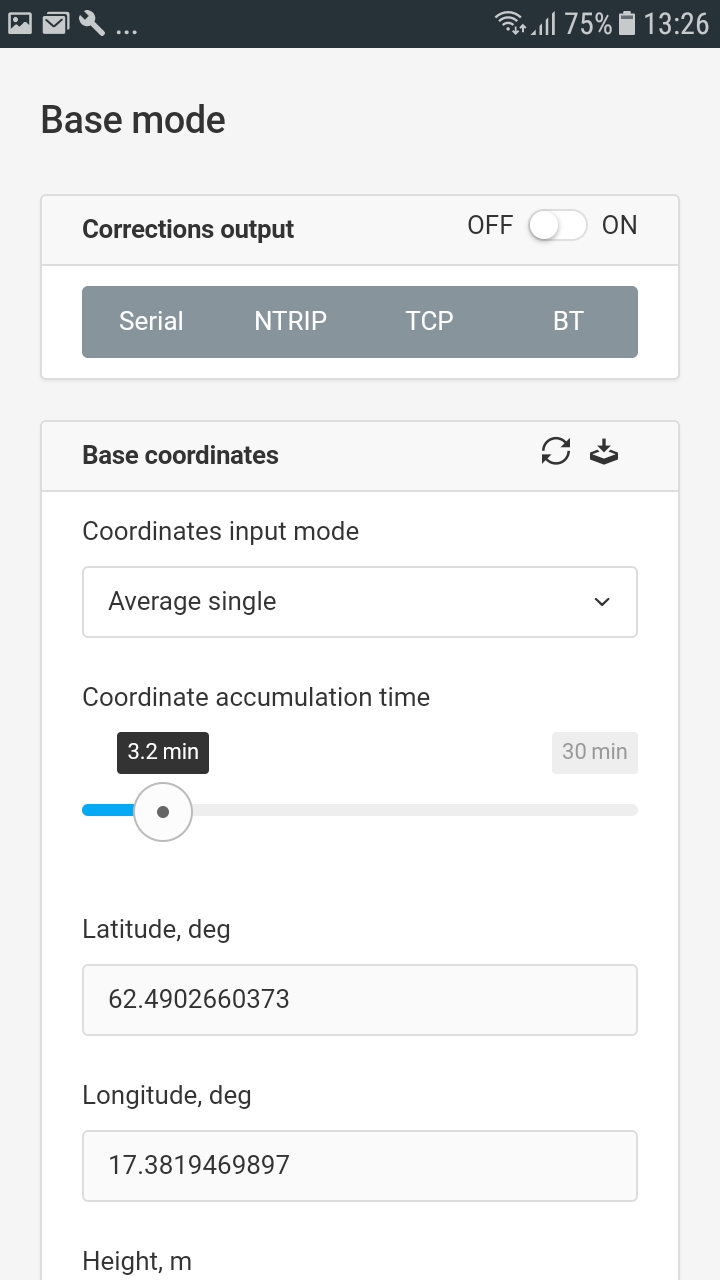 ... 75% 13:26
Base mode
Corrections output OFF ON
Serial NTRIP TCP BT
Base coordinates
Coordinates input mode
Average single
Coordinate accumulation time
3.2 min 30 min
Latitude, deg
62.4902660373
Longitude, deg
17.3819469897
Height, m